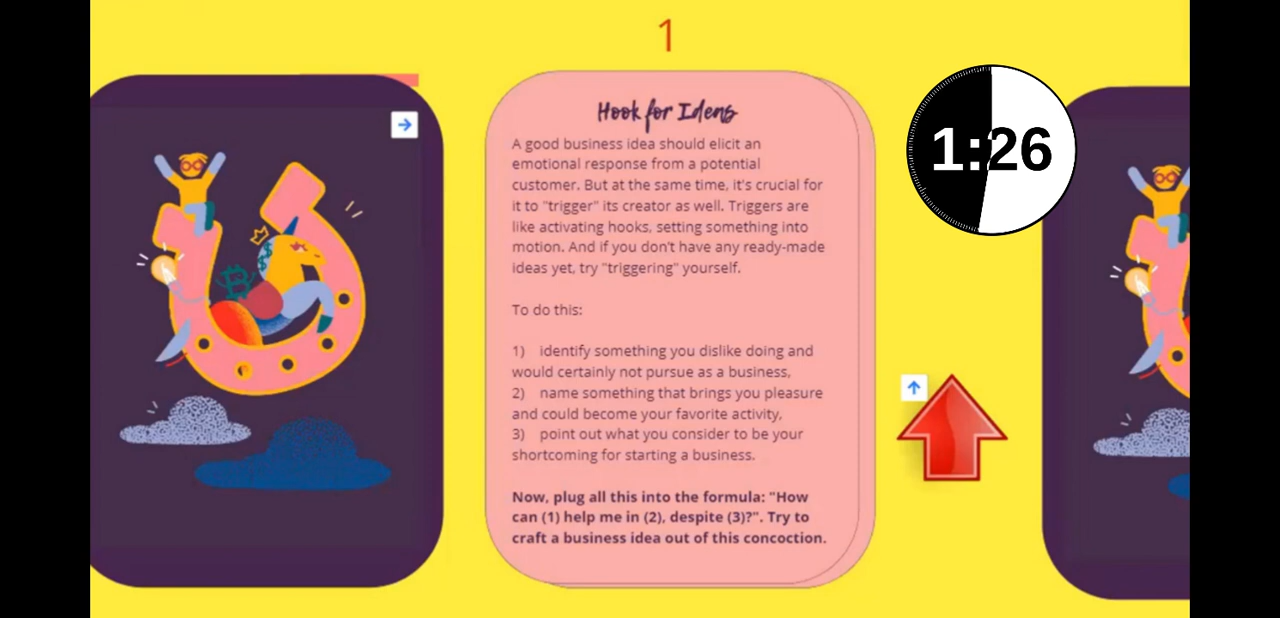 1
Hook for Ideas
A good business idea should elicit an
emotional response from a potential
customer. But at the same time, it's crucial for
it to "trigger" its creator as well. Triggers are
like activating hooks, setting something into
motion. And if you don't have any ready-made
ideas yet, try "triggering" yourself.
To do this:
1) identify something you dislike doing and
would certainly not pursue as a business,
2) name something that brings you pleasure
and could become your favorite activity,
3) point out what you consider to be your
shortcoming for starting a business.
Now, plug all this into the formula: "How
can (1) help me in (2), despite (3)?". Try to
craft a business idea out of this concoction.
1:26